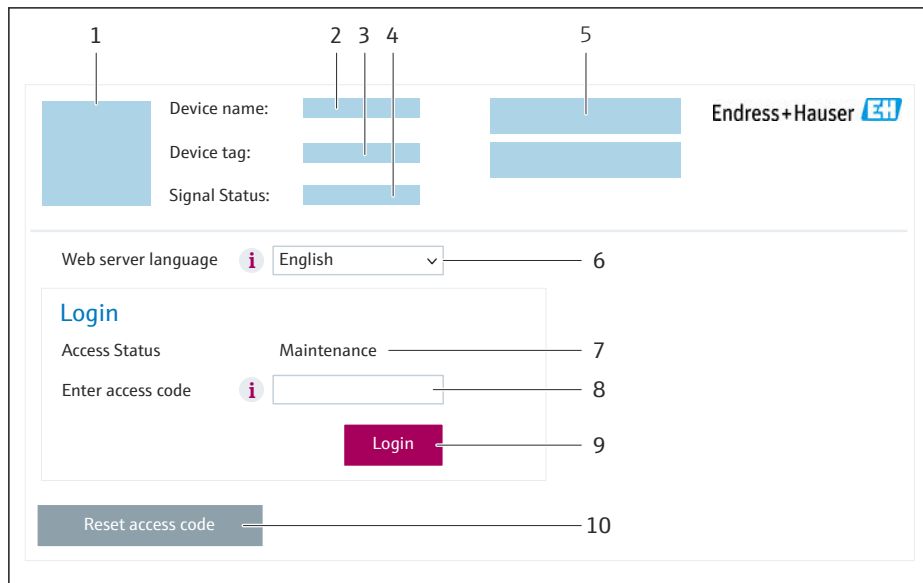 1 2 3 4 5
Device name:
Endress+Hauser EH
Device tag:
Signal Status:
Web server language i English 6
Login
Access Status Maintenance 7
Enter access code i 8
Login 9
Reset access code 10